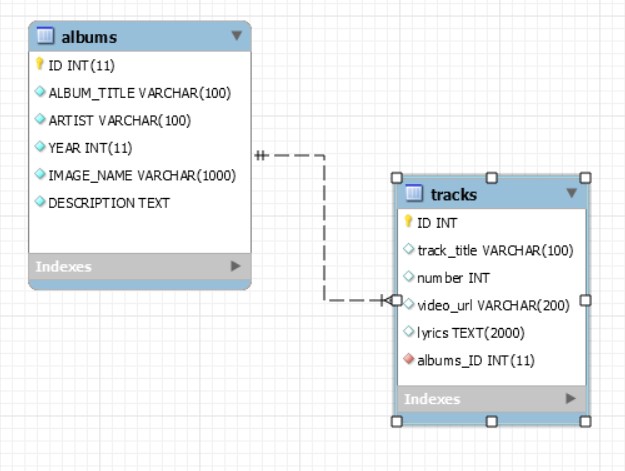 albums
ID INT(11)
ALBUM_TITLE VARCHAR(100)
ARTIST VARCHAR(100)
YEAR INT(11)
IMAGE_NAME VARCHAR(1000)
DESCRIPTION TEXT
Indexes
tracks
ID INT
track_title VARCHAR(100)
number INT
video_url VARCHAR(200)
lyrics TEXT(2000)
albums_ID INT(11)
Indexes